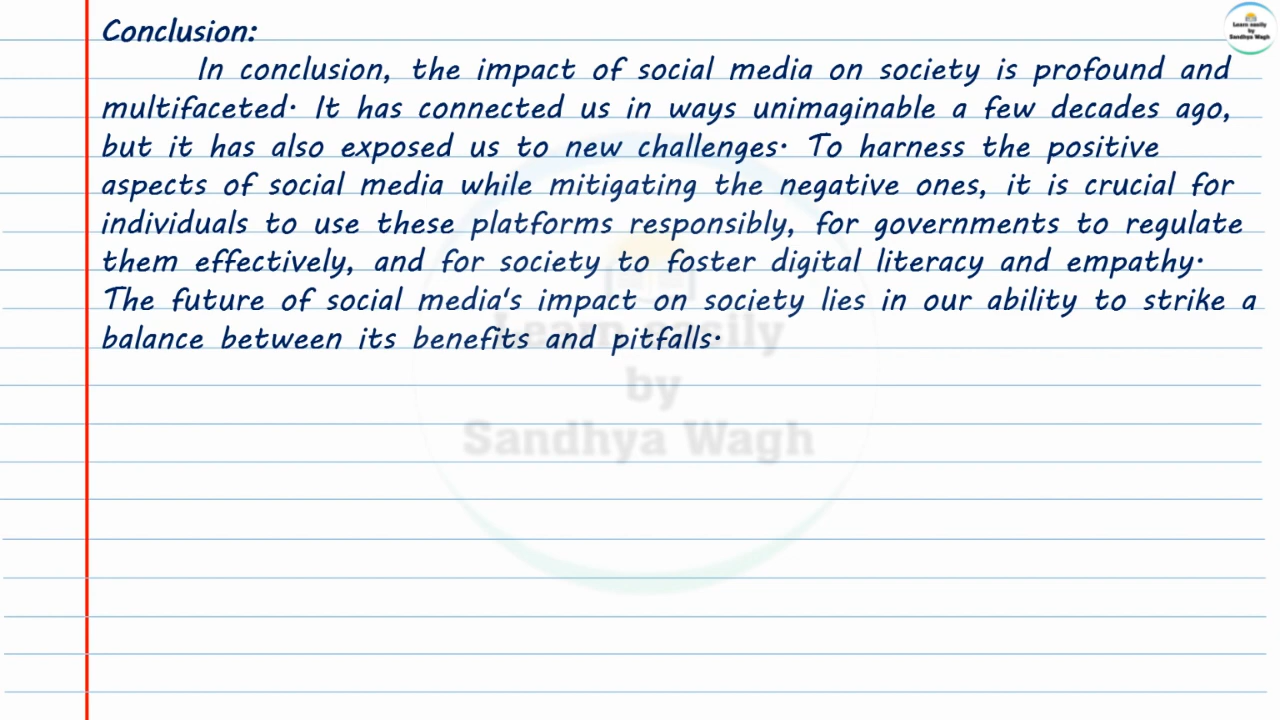 Conclusion:
In conclusion, the impact of social media on society is profound and
multifaceted. It has connected us in ways unimaginable a few decades ago,
but it has also exposed us to new challenges. To harness the positive
aspects of social media while mitigating the negative ones, it is crucial for
individuals to use these platforms responsibly, for governments to regulate
them effectively, and for society to foster digital literacy and empathy.
The future of social media's impact on society lies in our ability to strike a
balance between its benefits and pitfalls.
Learn easily
by
Sandhya Wagh
Learn easily
by
Sandhya Wagh